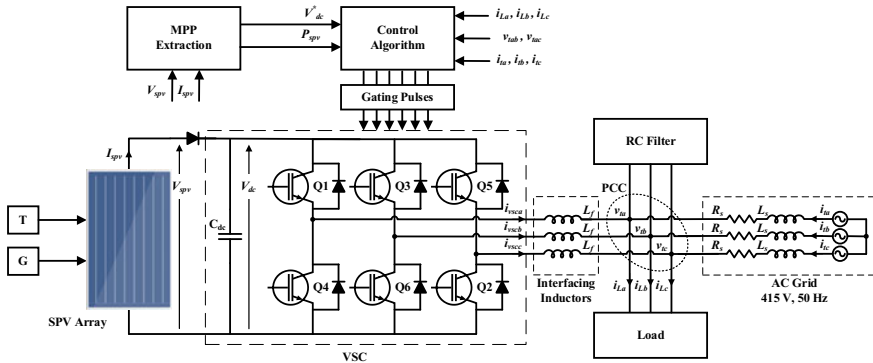 MPP
Extraction
V*dc
Pspv
Control
Algorithm
iLa, iLb, iLc
vtab, vtac
ita, itb, itc
Vspv
Ispv
Gating Pulses
RC Filter
Ispv
Vspv
Vdc
Cdc
Q1
Q3
Q5
Q4
Q6
Q2
T
G
SPV Array
VSC
ivsca
ivscb
ivscc
Lf
Lf
Lf
Interfacing
Inductors
PCC
vta
vtb
vtc
Rs
Ls
ita
Rs
Ls
itb
Rs
Ls
itc
iLa
iLb
iLc
Load
AC Grid
415 V, 50 Hz